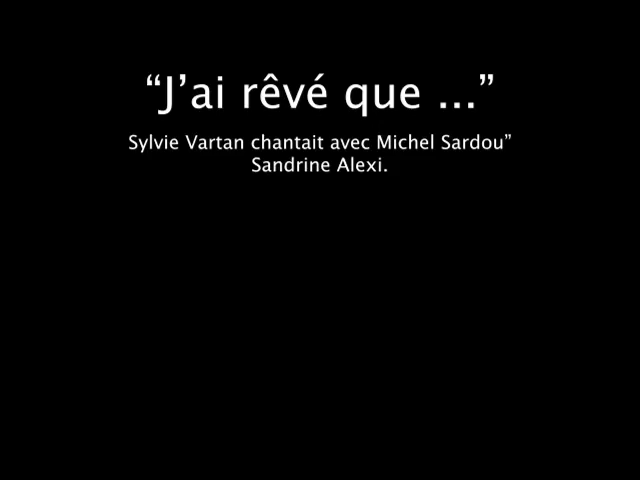 “J’ai rêvé que ...”
Sylvie Vartan chantait avec Michel Sardou”
Sandrine Alexi.